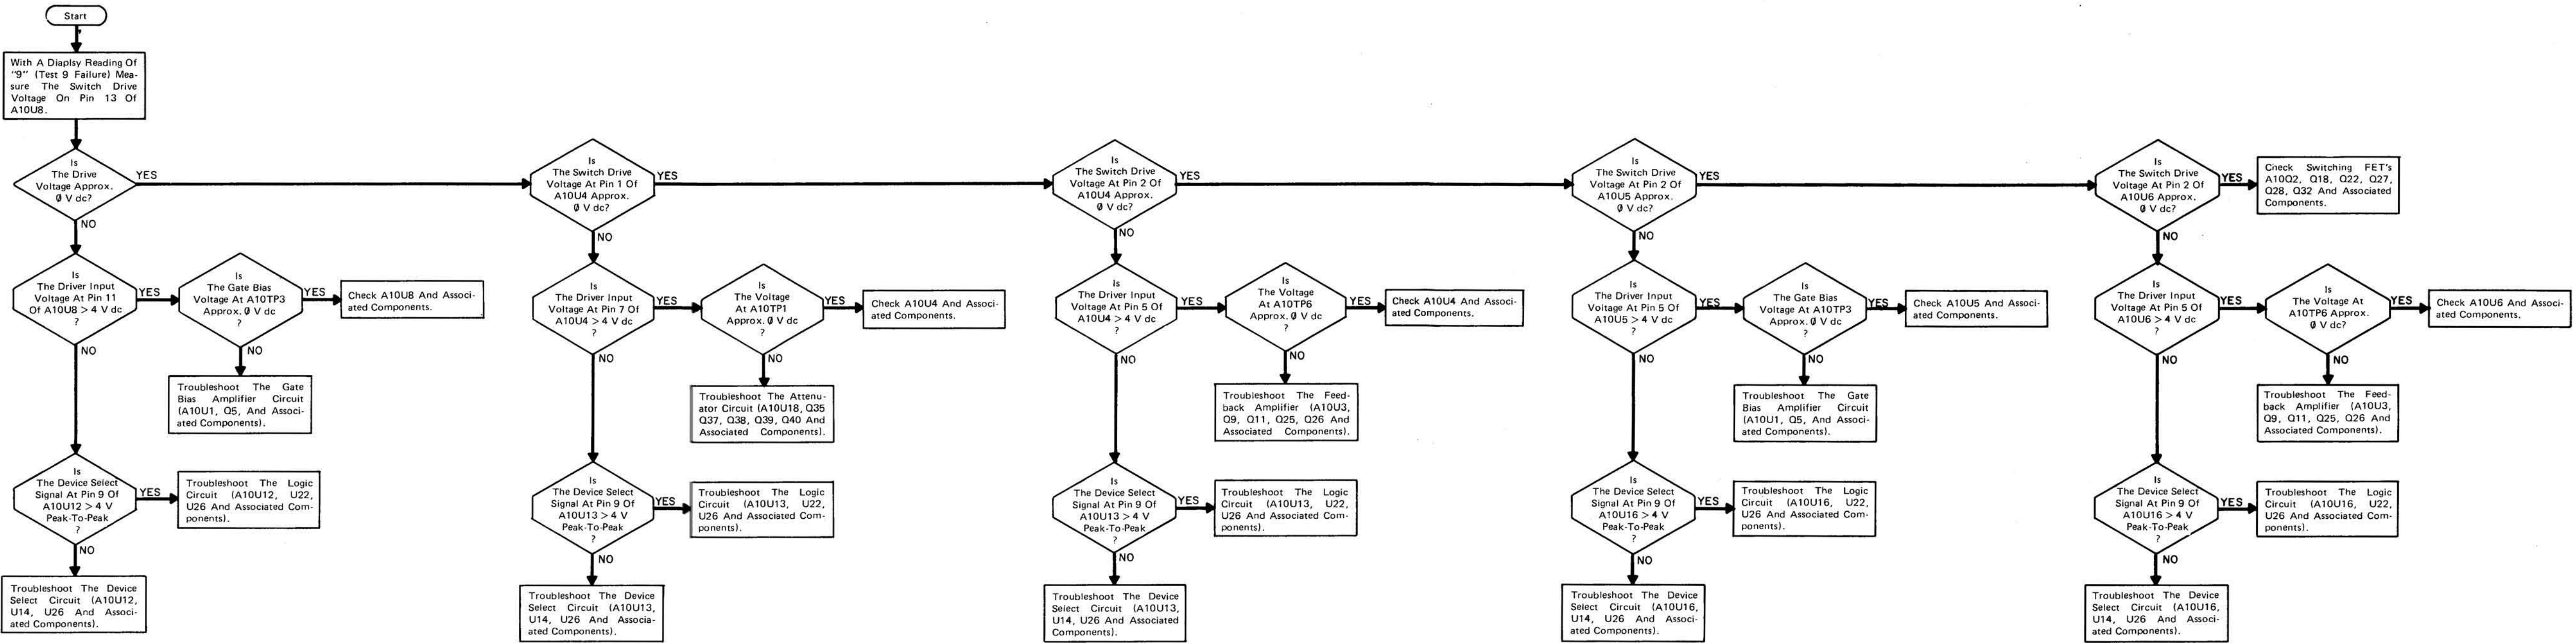 Start
With A Diaplsy Reading Of
"9" (Test 9 Failure) Mea-
sure The Switch Drive
Voltage On Pin 13 Of
A10U8.
Is
The Drive
Voltage Approx.
0 V dc?
YES
NO
Is
The Driver Input
Voltage At Pin 11
Of A10U8 > 4 V dc
?
YES
NO
Is
The Gate Bias
Voltage At A10TP3
Approx. 0 V dc
?
YES
NO
Check A10U8 And Associ-
ated Components.
Troubleshoot The Gate
Bias Amplifier Circuit
(A10U1, Q5, And Associ-
ated Components).
Is
The Device Select
Signal At Pin 9 Of
A10U12 > 4 V
Peak-To-Peak
?
YES
NO
Troubleshoot The Logic
Circuit (A10U12, U22,
U26 And Associated Com-
ponents).
Troubleshoot The Device
Select Circuit (A10U12,
U14, U26 And Associ-
ated Components).
Is
The Switch Drive
Voltage At Pin 1 Of
A10U4 Approx.
0 V dc?
YES
NO
Is
The Driver Input
Voltage At Pin 7
Of A10U4 > 4 V dc
?
YES
NO
Is
The Voltage
At A10TP1
Approx. 0 V dc
?
YES
NO
Check A10U4 And Associ-
ated Components.
Troubleshoot The Attenu-
ator Circuit (A10U18, Q35
Q37, Q38, Q39, Q40 And
Associated Components).
Is
The Device Select
Signal At Pin 9 Of
A10U13 > 4 V
Peak-To-Peak
?
YES
NO
Troubleshoot The Logic
Circuit (A10U13, U22,
U26 And Associated Com-
ponents).
Troubleshoot The Device
Select Circuit (A10U13,
U14, U26 And Associa-
ated Components).
Is
The Switch Drive
Voltage At Pin 2 Of
A10U4 Approx.
0 V dc?
YES
NO
Is
The Driver Input
Voltage At Pin 5
Of A10U4 > 4 V dc
?
YES
NO
Is
The Voltage
At A10TP6
Approx. 0 V dc
?
YES
NO
Check A10U4 And Associ-
ated Components.
Troubleshoot The Feed-
back Amplifier (A10U3,
Q9, Q11, Q25, Q26 And
Associated Components).
Is
The Device Select
Signal At Pin 9 Of
A10U13 > 4 V
Peak-To-Peak
?
YES
NO
Troubleshoot The Logic
Circuit (A10U13, U22,
U26 And Associated Com-
ponents).
Troubleshoot The Device
Select Circuit (A10U13,
U14, U26 And Associated
Components).
Is
The Switch Drive
Voltage At Pin 2 Of
A10U5 Approx.
0 V dc?
YES
NO
Is
The Driver Input
Voltage At Pin 5 Of
A10U5 > 4 V dc
?
YES
NO
Is
The Gate Bias
Voltage At A10TP3
Approx. 0 V dc
?
YES
NO
Check A10U5 And Associ-
ated Components.
Troubleshoot The Gate
Bias Amplifier Circuit
(A10U1, Q5, And Associ-
ated Components).
Is
The Device Select
Signal At Pin 9 Of
A10U16 > 4 V
Peak-To-Peak
?
YES
NO
Troubleshoot The Logic
Circuit (A10U16, U22,
U26 And Associated Com-
ponents).
Troubleshoot The Device
Select Circuit (A10U16,
U14, U26 And Associ-
ated Components).
Is
The Switch Drive
Voltage At Pin 2 Of
A10U6 Approx.
0 V dc?
YES
NO
Check Switching FET's
A10Q2, Q18, Q22, Q27,
Q28, Q32 And Associated
Components.
Is
The Driver Input
Voltage At Pin 5 Of
A10U6 > 4 V dc
?
YES
NO
Is
The Voltage At
A10TP6 Approx.
0 V dc?
YES
NO
Check A10U6 And Associ-
ated Components.
Troubleshoot The Feed-
back Amplifier (A10U3,
Q9, Q11, Q25, Q26 And
Associated Components).
Is
The Device Select
Signal At Pin 9 Of
A10U16 > 4 V
Peak-To-Peak
?
YES
NO
Troubleshoot The Logic
Circuit (A10U16, U22,
U26 And Associated Com-
ponents).
Troubleshoot The Device
Select Circuit (A10U16,
U14, U26 And Associ-
ated Components).